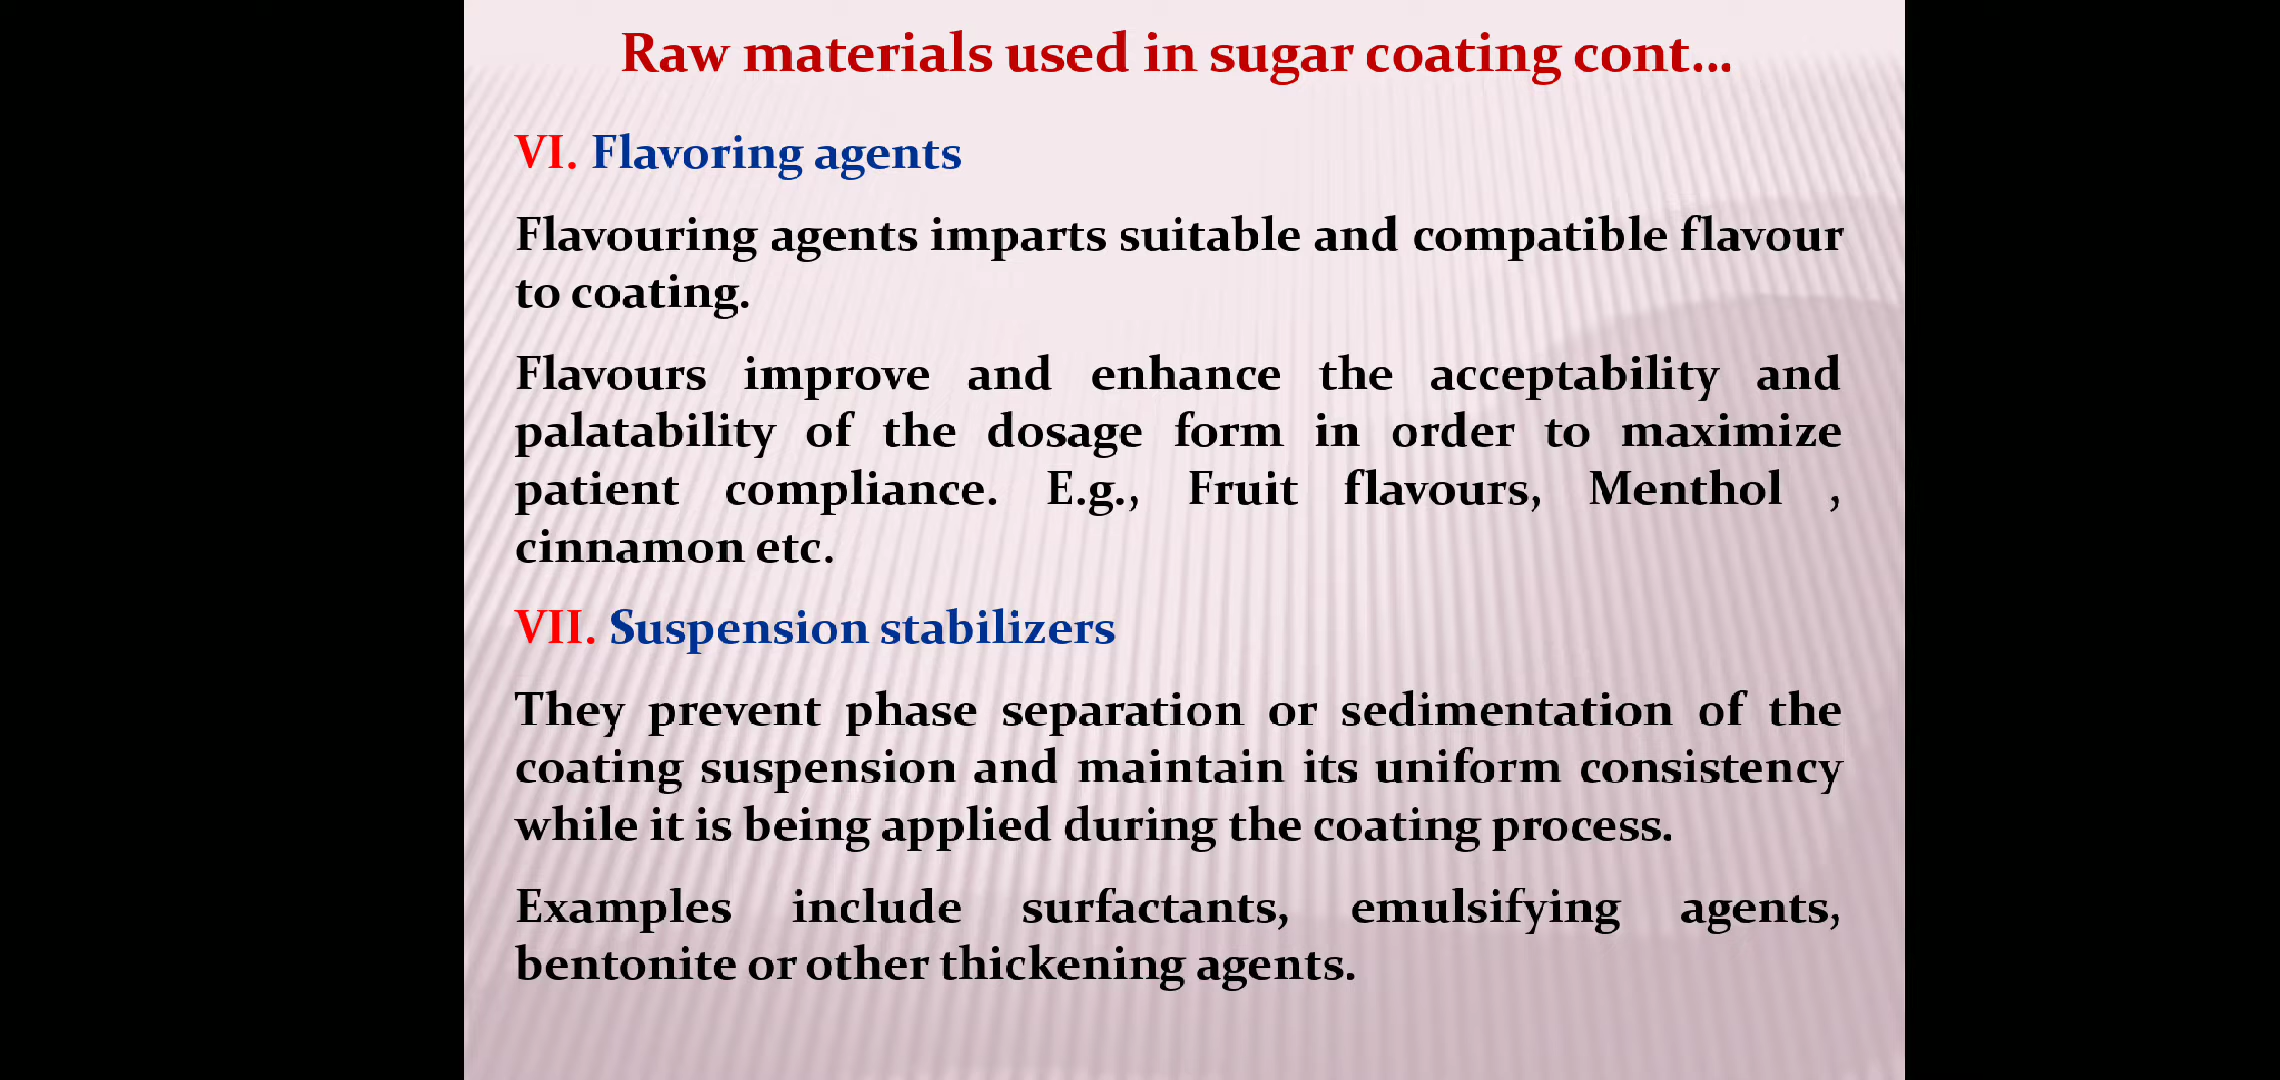 Raw materials used in sugar coating cont...
VI. Flavoring agents
Flavouring agents imparts suitable and compatible flavour
to coating.
Flavours improve and enhance the acceptability and
palatability of the dosage form in order to maximize
patient compliance. E.g., Fruit flavours, Menthol ,
cinnamon etc.
VII. Suspension stabilizers
They prevent phase separation or sedimentation of the
coating suspension and maintain its uniform consistency
while it is being applied during the coating process.
Examples include surfactants, emulsifying agents,
bentonite or other thickening agents.